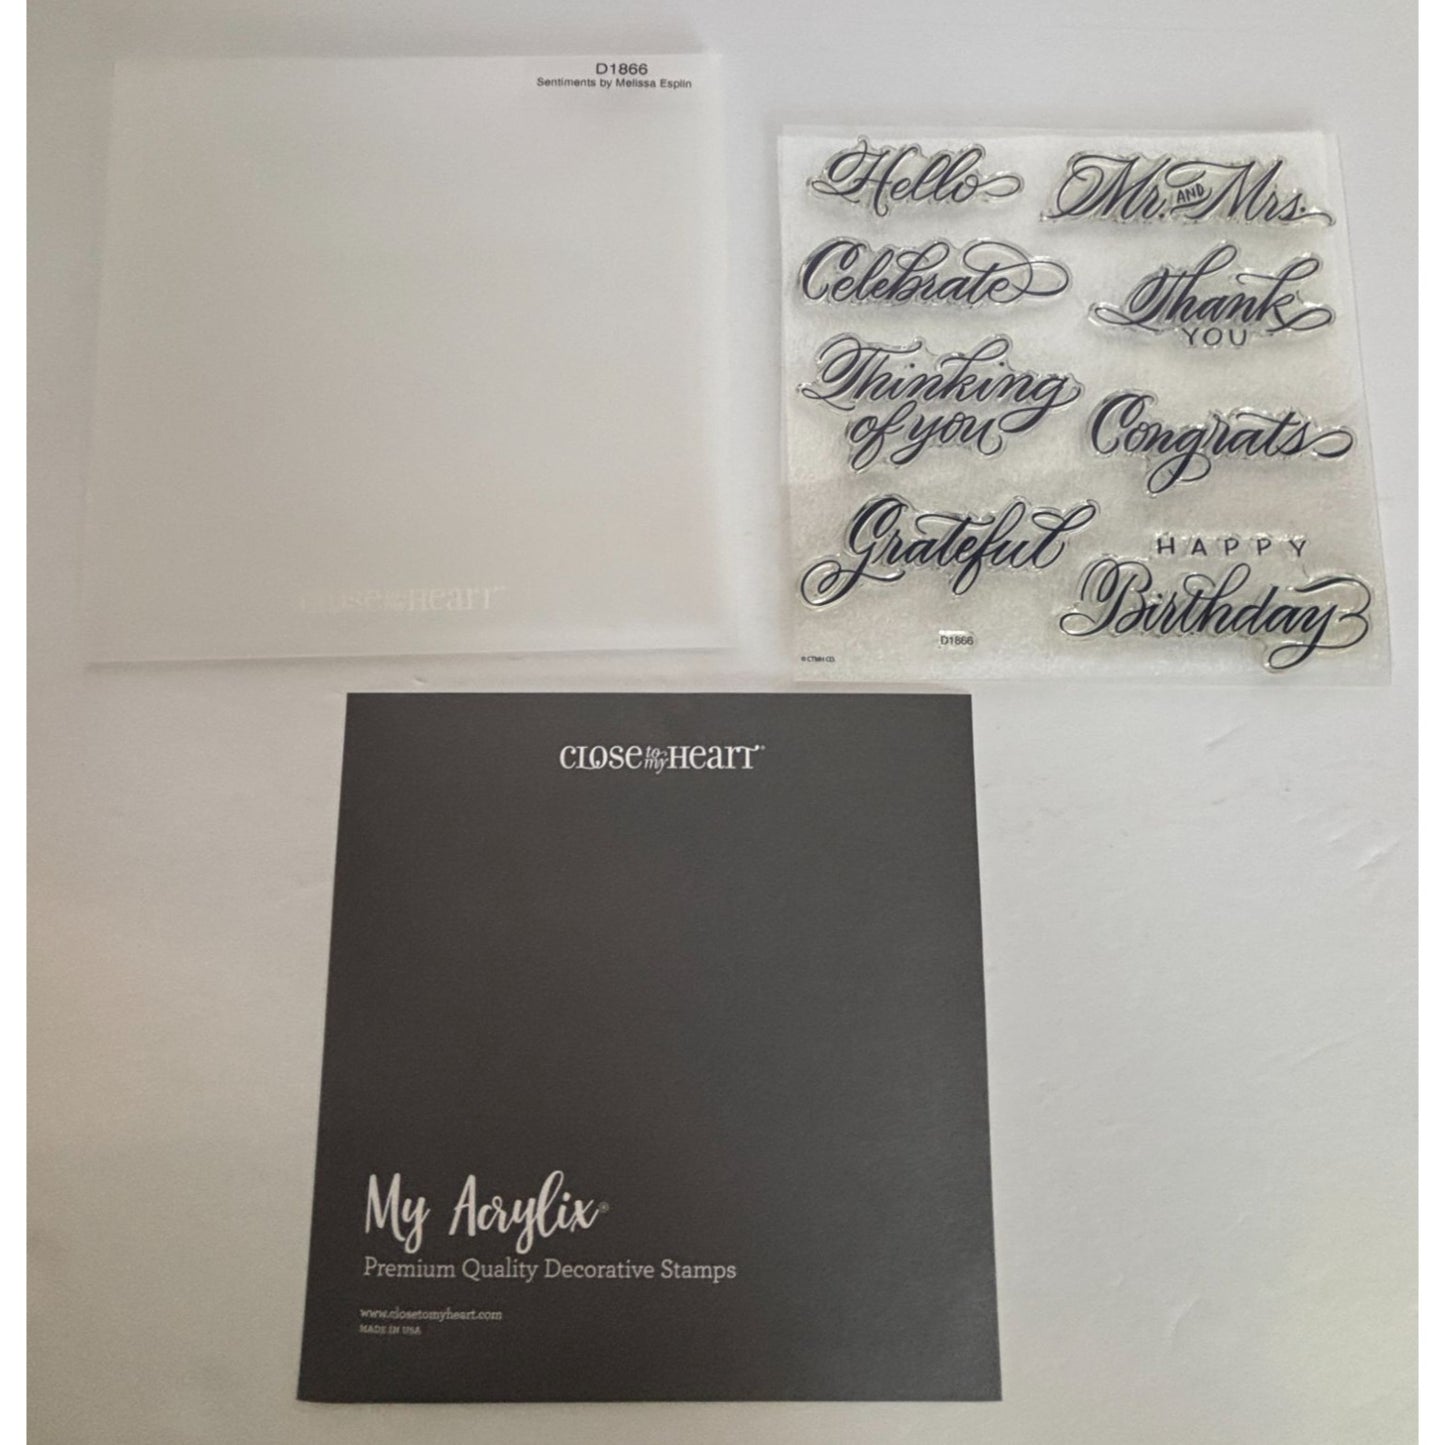 D1866
Sentiments by Melissa Esplin
CLOSE to my HEART
Hello
Mr. AND Mrs.
Celebrate
Thank
YOU
Thinking
of you
Congrats
Grateful
HAPPY
Birthday
D1866
© CTMH CO.
CLOSE to my HEART®
My Acrylix®
Premium Quality Decorative Stamps
www.closetomyheart.com
MADE IN USA